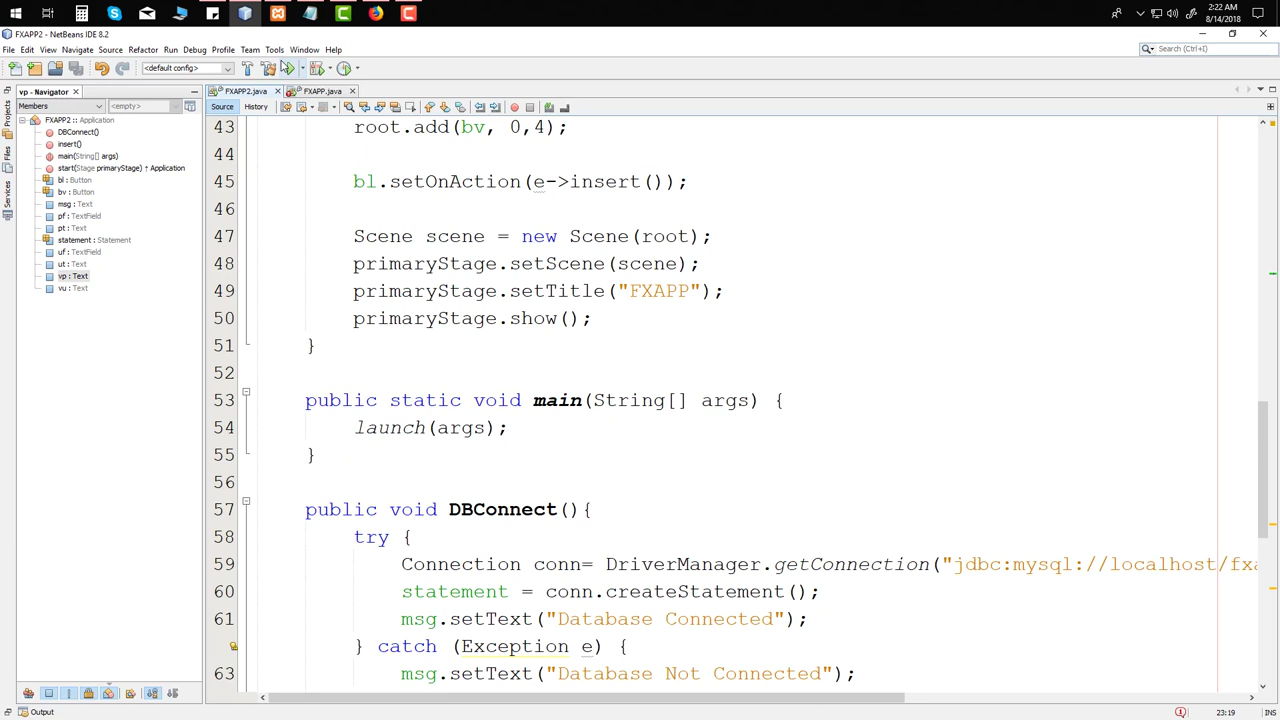 2:22 AM
8/14/2018
FXAPP2 - NetBeans IDE 8.2
File Edit View Navigate Source Refactor Run Debug Profile Team Tools Window Help
Search (Ctrl+I)
<default config>
vp - Navigator
FXAPP2.java
FXAPP.java
Members
<empty>
Source
History
Projects
Files
Services
FXAPP2 :: Application
DBConnect()
insert()
main(String[] args)
start(Stage primaryStage) ↑ Application
bl : Button
bv : Button
msg : Text
pf : TextField
pt : Text
statement : Statement
uf : TextField
ut : Text
vp : Text
vu : Text
43 root.add(bv, 0,4);
44
45 bl.setOnAction(e->insert());
46
47 Scene scene = new Scene(root);
48 primaryStage.setScene(scene);
49 primaryStage.setTitle("FXAPP");
50 primaryStage.show();
51 }
52
53 public static void main(String[] args) {
54 launch(args);
55 }
56
57 public void DBConnect(){
58 try {
59 Connection conn= DriverManager.getConnection("jdbc:mysql://localhost/fxa
60 statement = conn.createStatement();
61 msg.setText("Database Connected");
} catch (Exception e) {
63 msg.setText("Database Not Connected");
Output
23:19
INS